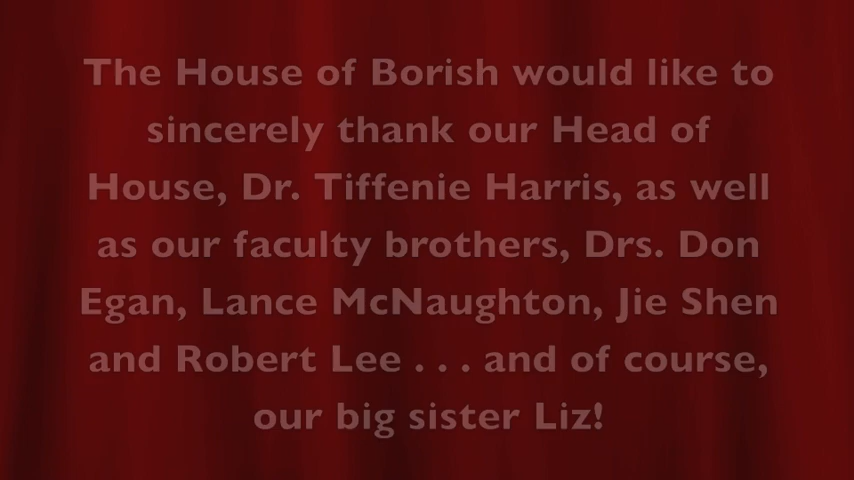 The House of Borish would like to
sincerely thank our Head of
House, Dr. Tiffenie Harris, as well
as our faculty brothers, Drs. Don
Egan, Lance McNaughton, Jie Shen
and Robert Lee . . . and of course,
our big sister Liz!